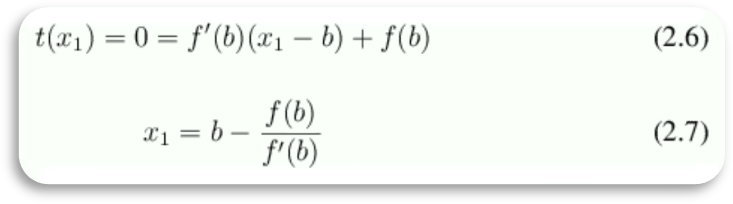 t(x₁) = 0 = f′(b)(x₁ − b) + f(b) (2.6)
x₁ = b − f(b)/f′(b) (2.7)